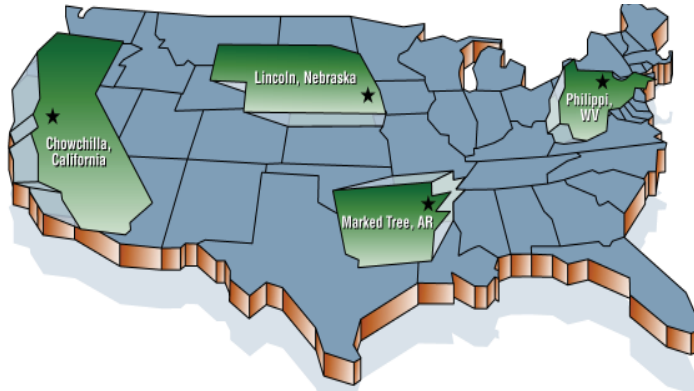 Lincoln, Nebraska
Philippi,
WV
Chowchilla,
California
Marked Tree, AR